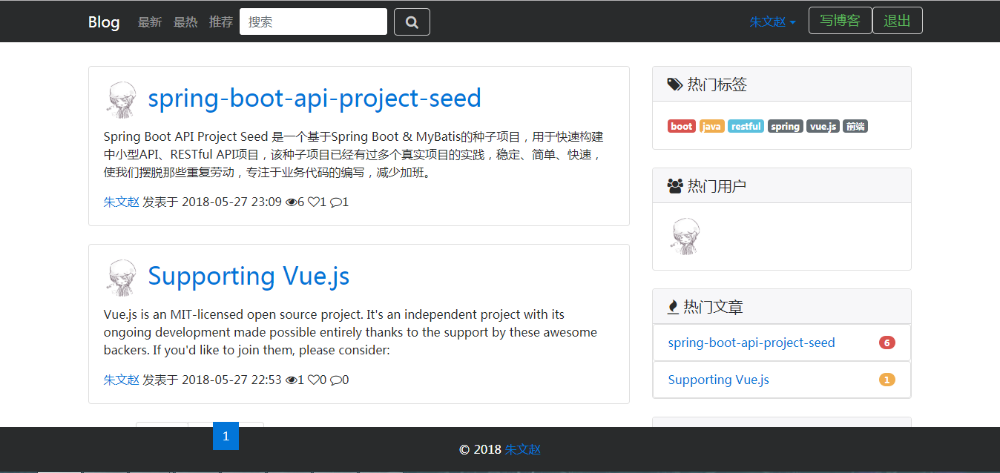 Blog 最新 最热 推荐 搜索 朱文赵 写博客 退出
spring-boot-api-project-seed
Spring Boot API Project Seed 是一个基于Spring Boot & MyBatis的种子项目，用于快速构建
中小型API、RESTful API项目，该种子项目已经有过多个真实项目的实践，稳定、简单、快速，
使我们摆脱那些重复劳动，专注于业务代码的编写，减少加班。
朱文赵 发表于 2018-05-27 23:09 6 1 1
Supporting Vue.js
Vue.js is an MIT-licensed open source project. It's an independent project with its
ongoing development made possible entirely thanks to the support by these awesome
backers. If you'd like to join them, please consider:
朱文赵 发表于 2018-05-27 22:53 1 0 0
1
热门标签
boot java restful spring vue.js 前端
热门用户
热门文章
spring-boot-api-project-seed 6
Supporting Vue.js 1
© 2018 朱文赵